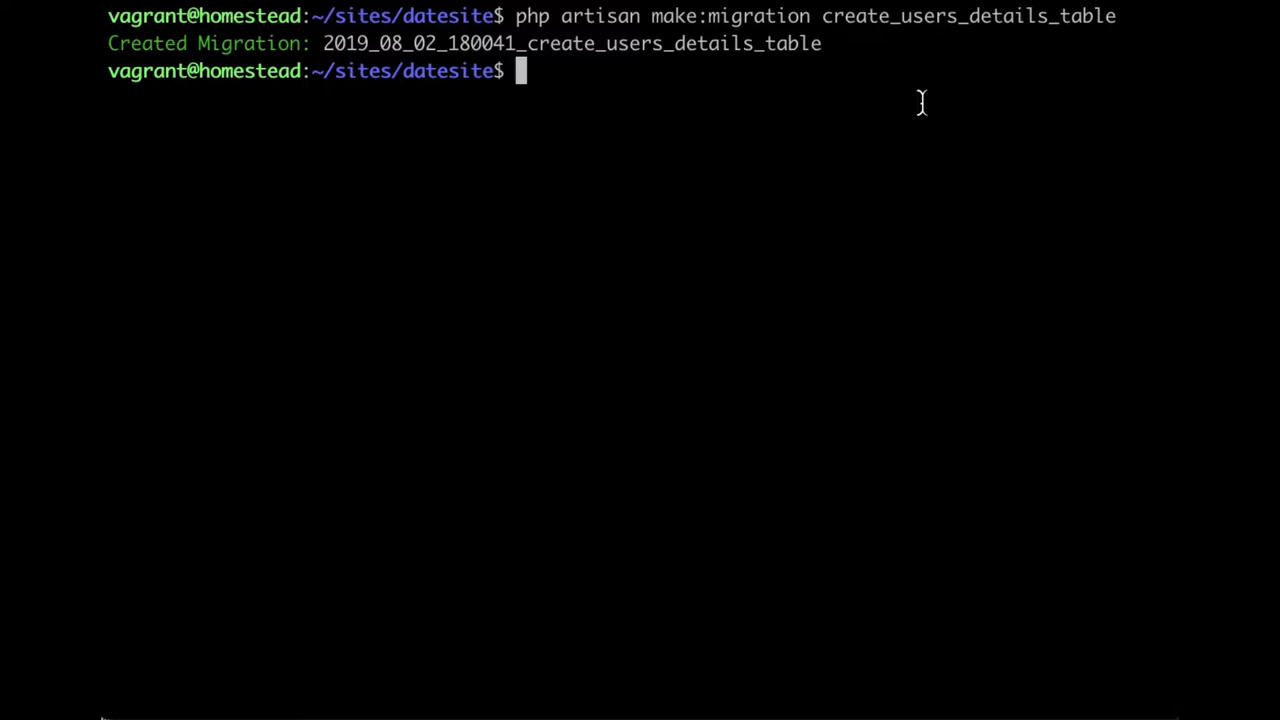 vagrant@homestead:~/sites/datesite$ php artisan make:migration create_users_details_table
Created Migration: 2019_08_02_180041_create_users_details_table
vagrant@homestead:~/sites/datesite$